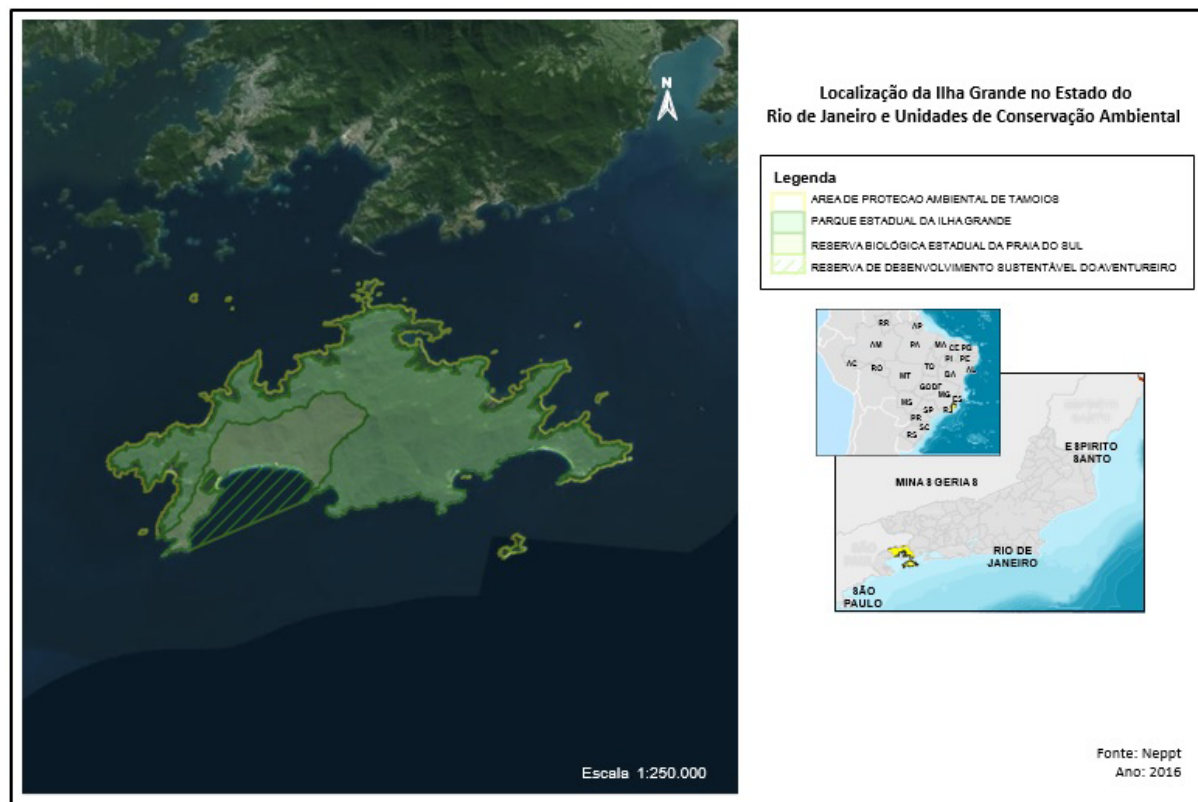 N
Escala 1:250.000
Localização da Ilha Grande no Estado do
Rio de Janeiro e Unidades de Conservação Ambiental
Legenda
AREA DE PROTECAO AMBIENTAL DE TAMOIOS
PARQUE ESTADUAL DA ILHA GRANDE
RESERVA BIOLÓGICA ESTADUAL DA PRAIA DO SUL
RESERVA DE DESENVOLVIMENTO SUSTENTÁVEL DO AVENTUREIRO
RR
AP
AM
PA
MA
CE
PI
PE
AC
RO
TO
MT
BA
GO
DF
MG
ES
MS
SP
RJ
PR
SC
RS
ESPIRITO
SANTO
MINAS GERIAS
RIO DE
JANEIRO
SÃO
PAULO
Fonte: Neppt
Ano: 2016